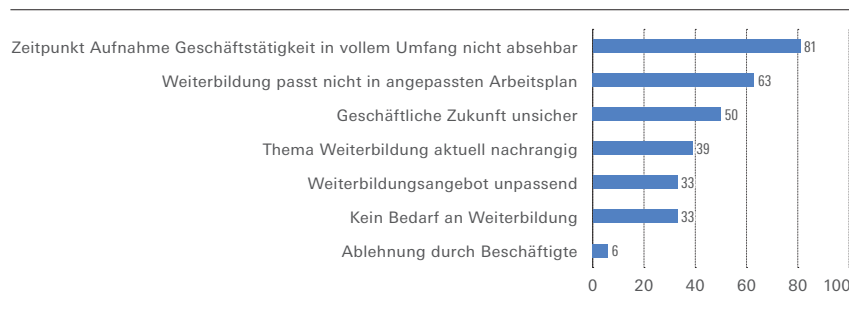 Zeitpunkt Aufnahme Geschäftstätigkeit in vollem Umfang nicht absehbar 81
Weiterbildung passt nicht in angepassten Arbeitsplan 63
Geschäftliche Zukunft unsicher 50
Thema Weiterbildung aktuell nachrangig 39
Weiterbildungsangebot unpassend 33
Kein Bedarf an Weiterbildung 33
Ablehnung durch Beschäftigte 6
0 20 40 60 80 100